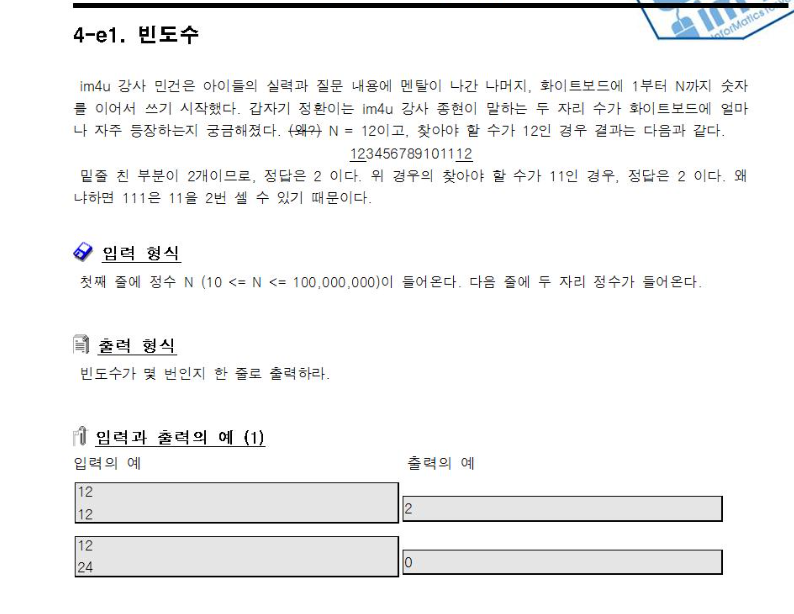 InforMatics fo
4-e1. 빈도수
im4u 강사 민건은 아이들의 실력과 질문 내용에 멘탈이 나간 나머지, 화이트보드에 1부터 N까지 숫자
를 이어서 쓰기 시작했다. 갑자기 정환이는 im4u 강사 종현이 말하는 두 자리 수가 화이트보드에 얼마
나 자주 등장하는지 궁금해졌다. (왜?) N = 12이고, 찾아야 할 수가 12인 경우 결과는 다음과 같다.
123456789101112
밑줄 친 부분이 2개이므로, 정답은 2 이다. 위 경우의 찾아야 할 수가 11인 경우, 정답은 2 이다. 왜
냐하면 111은 11을 2번 셀 수 있기 때문이다.
입력 형식
첫째 줄에 정수 N (10 <= N <= 100,000,000)이 들어온다. 다음 줄에 두 자리 정수가 들어온다.
출력 형식
빈도수가 몇 번인지 한 줄로 출력하라.
입력과 출력의 예 (1)
입력의 예 출력의 예
12
12
2
12
24
0